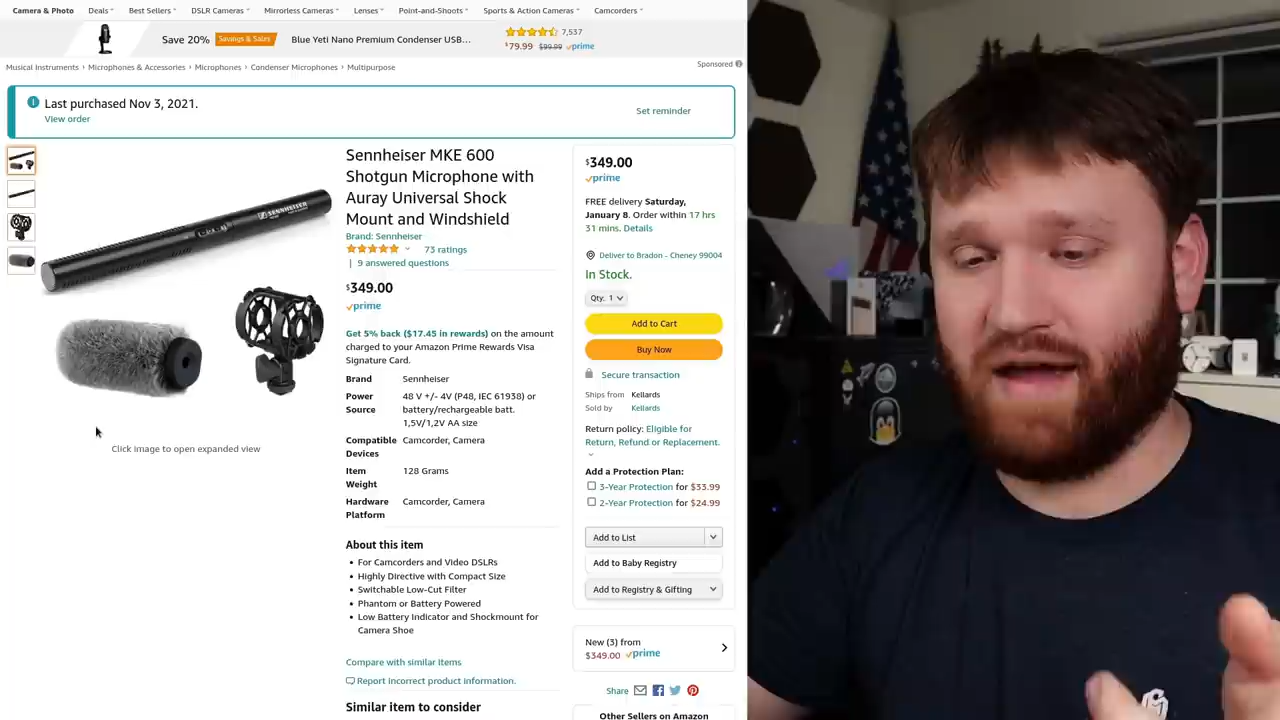 Camera & Photo
Deals
Best Sellers
DSLR Cameras
Mirrorless Cameras
Lenses
Point-and-Shoots
Sports & Action Cameras
Camcorders
Save 20%
Savings & Sales
Blue Yeti Nano Premium Condenser USB...
7,537
$79.99 $99.99 prime
Sponsored
Musical Instruments › Microphones & Accessories › Microphones › Condenser Microphones › Multipurpose
Last purchased Nov 3, 2021.
View order
Set reminder
SENNHEISER
Click image to open expanded view
Sennheiser MKE 600
Shotgun Microphone with
Auray Universal Shock
Mount and Windshield
Brand: Sennheiser
73 ratings
| 9 answered questions
$349.00
prime
Get 5% back ($17.45 in rewards) on the amount
charged to your Amazon Prime Rewards Visa
Signature Card.
Brand Sennheiser
Power Source 48 V +/- 4V (P48, IEC 61938) or
battery/rechargeable batt.
1,5V/1,2V AA size
Compatible Devices Camcorder, Camera
Item Weight 128 Grams
Hardware Platform Camcorder, Camera
About this item
• For Camcorders and Video DSLRs
• Highly Directive with Compact Size
• Switchable Low-Cut Filter
• Phantom or Battery Powered
• Low Battery Indicator and Shockmount for
Camera Shoe
Compare with similar items
Report incorrect product information.
Similar item to consider
$349.00
prime
FREE delivery Saturday,
January 8. Order within 17 hrs
31 mins. Details
Deliver to Bradon - Cheney 99004
In Stock.
Qty: 1
Add to Cart
Buy Now
Secure transaction
Ships from Kellards
Sold by Kellards
Return policy: Eligible for
Return, Refund or Replacement.
Add a Protection Plan:
3-Year Protection for $33.99
2-Year Protection for $24.99
Add to List
Add to Baby Registry
Add to Registry & Gifting
New (3) from
$349.00 prime
Share
Other Sellers on Amazon